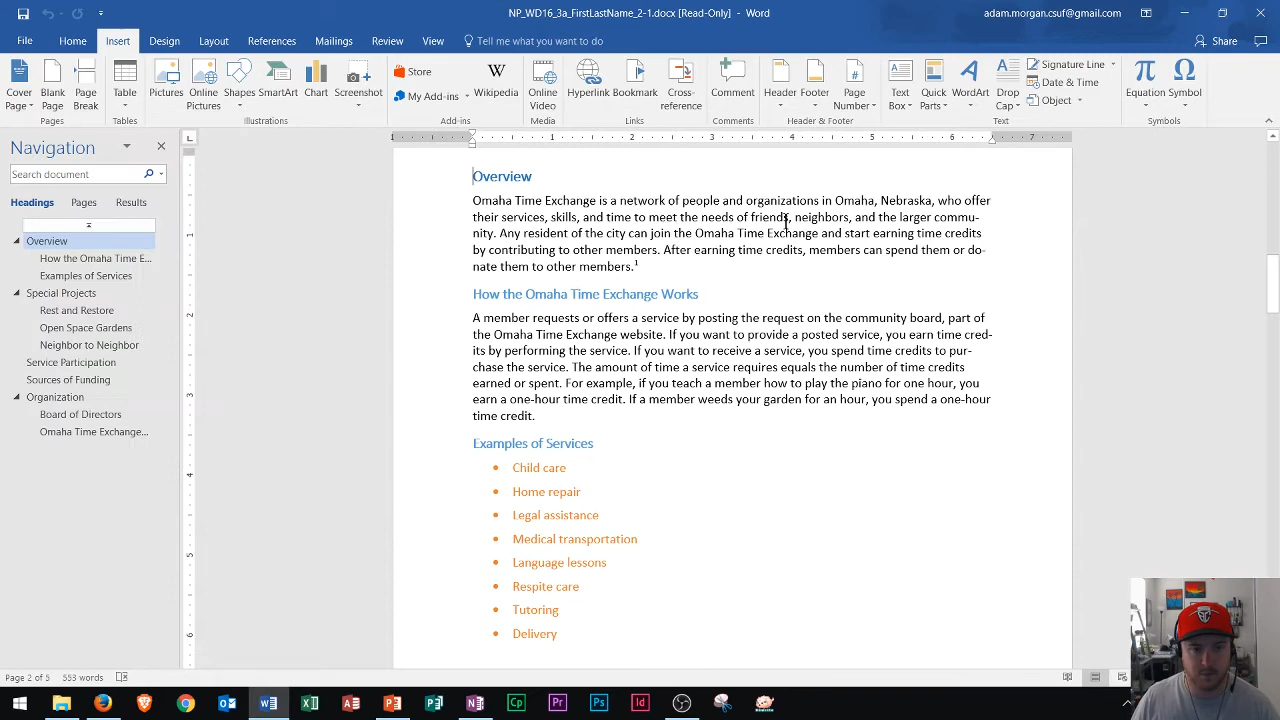 NP_WD16_3a_FirstLastName_2-1.docx [Read-Only] - Word
adam.morgan.csuf@gmail.com
File Home Insert Design Layout References Mailings Review View Tell me what you want to do
Share
Cover Page
Blank Page
Page Break
Table
Pictures
Online Pictures
Shapes
SmartArt
Chart
Screenshot
Store
My Add-ins
W
Wikipedia
Online Video
Hyperlink
Bookmark
Cross-reference
Comment
Header
Footer
Page Number
Text Box
Quick Parts
WordArt
Drop Cap
Signature Line
Date & Time
Object
Equation
Symbol
Pages Tables Illustrations Add-ins Media Links Comments Header & Footer Text Symbols
Navigation
Search document
Headings Pages Results
Overview
How the Omaha Time E...
Examples of Services
Special Projects
Rest and Restore
Open Space Gardens
Neighbor to Neighbor
Service Participation
Sources of Funding
Organization
Board of Directors
Omaha Time Exchange...
1 1 2 3 4 5 6 7
1
2
3
4
5
6
Overview
Omaha Time Exchange is a network of people and organizations in Omaha, Nebraska, who offer
their services, skills, and time to meet the needs of friends, neighbors, and the larger commu-
nity. Any resident of the city can join the Omaha Time Exchange and start earning time credits
by contributing to other members. After earning time credits, members can spend them or do-
nate them to other members.1
How the Omaha Time Exchange Works
A member requests or offers a service by posting the request on the community board, part of
the Omaha Time Exchange website. If you want to provide a posted service, you earn time cred-
its by performing the service. If you want to receive a service, you spend time credits to pur-
chase the service. The amount of time a service requires equals the number of time credits
earned or spent. For example, if you teach a member how to play the piano for one hour, you
earn a one-hour time credit. If a member weeds your garden for an hour, you spend a one-hour
time credit.
Examples of Services
• Child care
• Home repair
• Legal assistance
• Medical transportation
• Language lessons
• Respite care
• Tutoring
• Delivery
Page 2 of 5 553 words